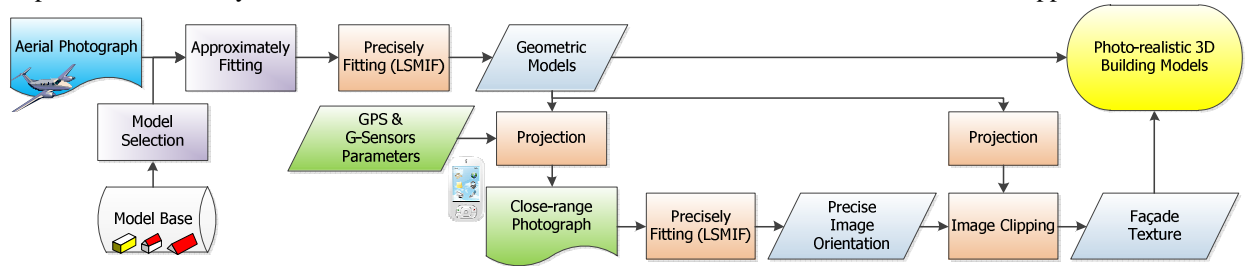 Aerial Photograph
Approximately
Fitting
Precisely
Fitting (LSMIF)
Geometric
Models
Photo-realistic 3D
Building Models
Model
Selection
GPS &
G-Sensors
Parameters
Projection
Projection
Model Base
Close-range
Photograph
Precisely
Fitting (LSMIF)
Precise
Image
Orientation
Image Clipping
Façade
Texture